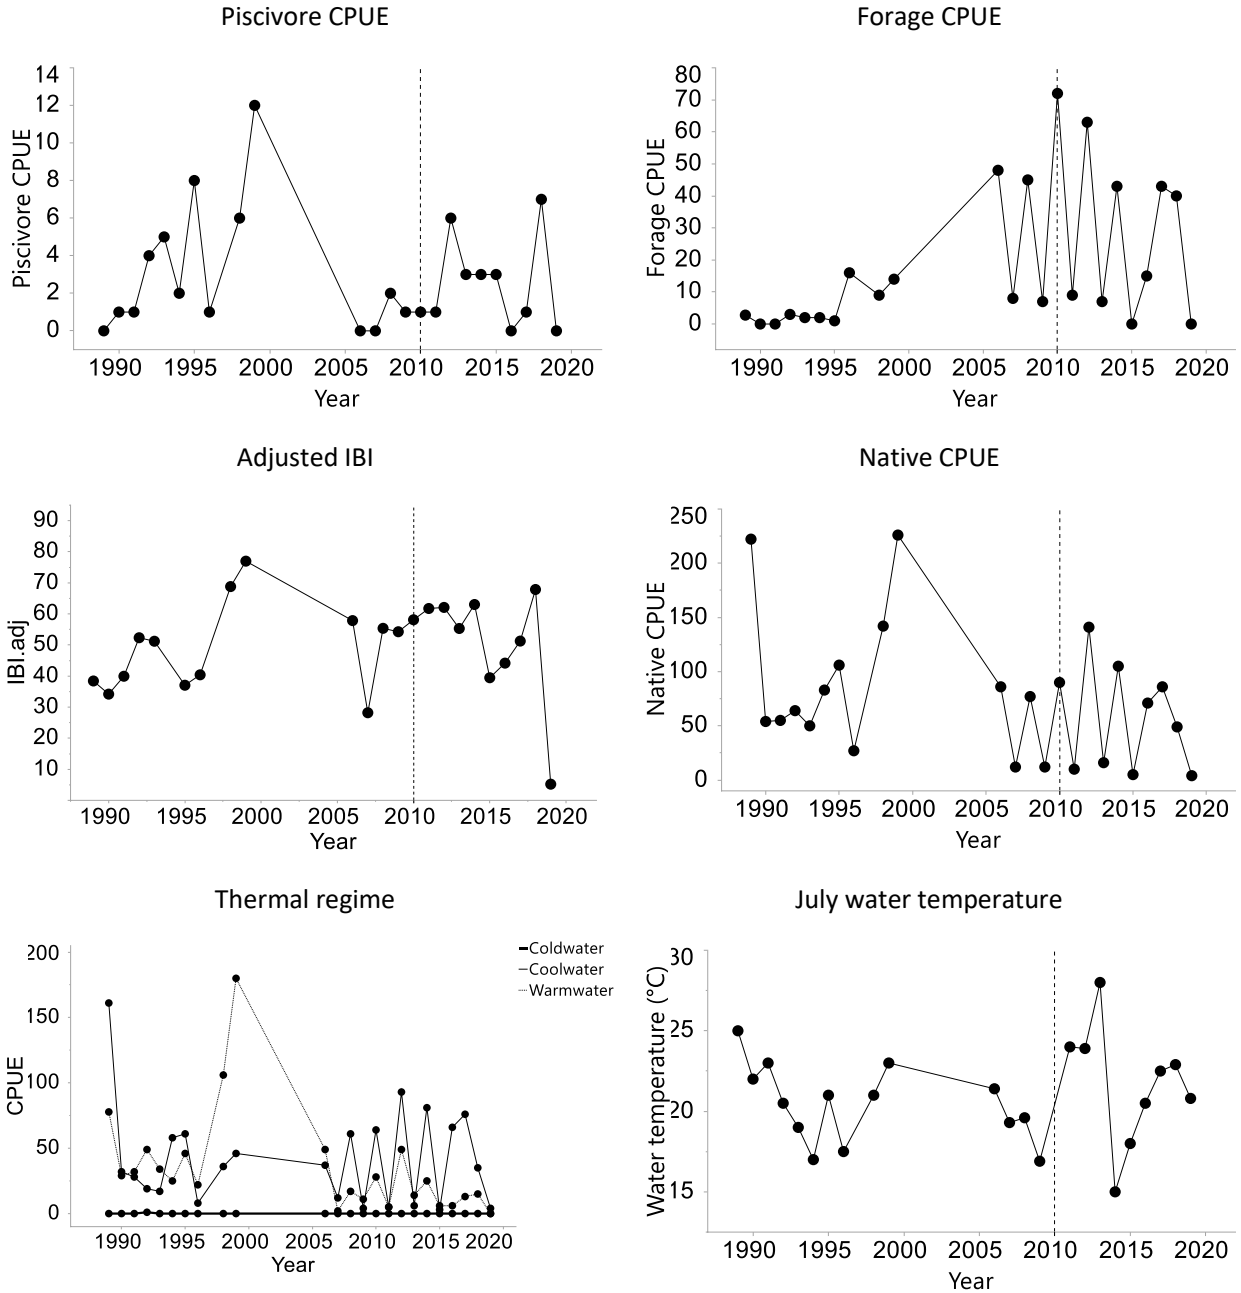 Piscivore CPUE
Forage CPUE
14
12
10
8
6
4
2
0
Piscivore CPUE
1990 1995 2000 2005 2010 2015 2020
Year
80
70
60
50
40
30
20
10
0
Forage CPUE
1990 1995 2000 2005 2010 2015 2020
Year
Adjusted IBI
Native CPUE
90
80
70
60
50
40
30
20
10
IBI.adj
1990 1995 2000 2005 2010 2015 2020
Year
250
200
150
100
50
0
Native CPUE
1990 1995 2000 2005 2010 2015 2020
Year
Thermal regime
July water temperature
200
150
100
50
0
CPUE
Coldwater
Coolwater
Warmwater
1990 1995 2000 2005 2010 2015 2020
Year
30
25
20
15
Water temperature (°C)
1990 1995 2000 2005 2010 2015 2020
Year